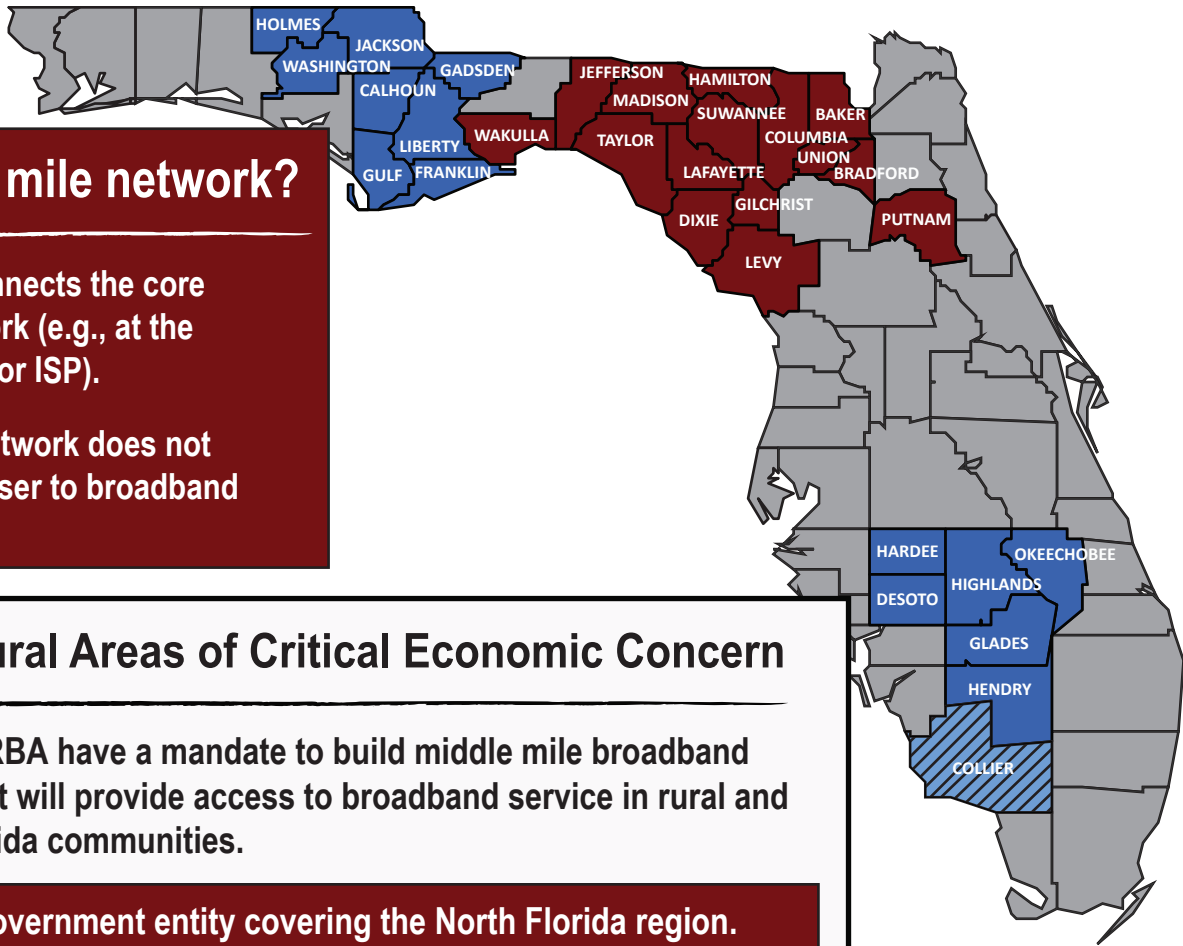 HOLMES
JACKSON
WASHINGTON
GADSDEN
CALHOUN
LIBERTY
GULF
FRANKLIN
JEFFERSON
HAMILTON
MADISON
SUWANNEE
BAKER
WAKULLA
TAYLOR
COLUMBIA
UNION
LAFAYETTE
BRADFORD
GILCHRIST
DIXIE
PUTNAM
LEVY
mile network?
nnects the core
rk (e.g., at the
or ISP).
twork does not
ser to broadband
HARDEE
OKEECHOBEE
HIGHLANDS
DESOTO
GLADES
HENDRY
COLLIER
ural Areas of Critical Economic Concern
RBA have a mandate to build middle mile broadband
t will provide access to broadband service in rural and
ida communities.
overnment entity covering the North Florida region.